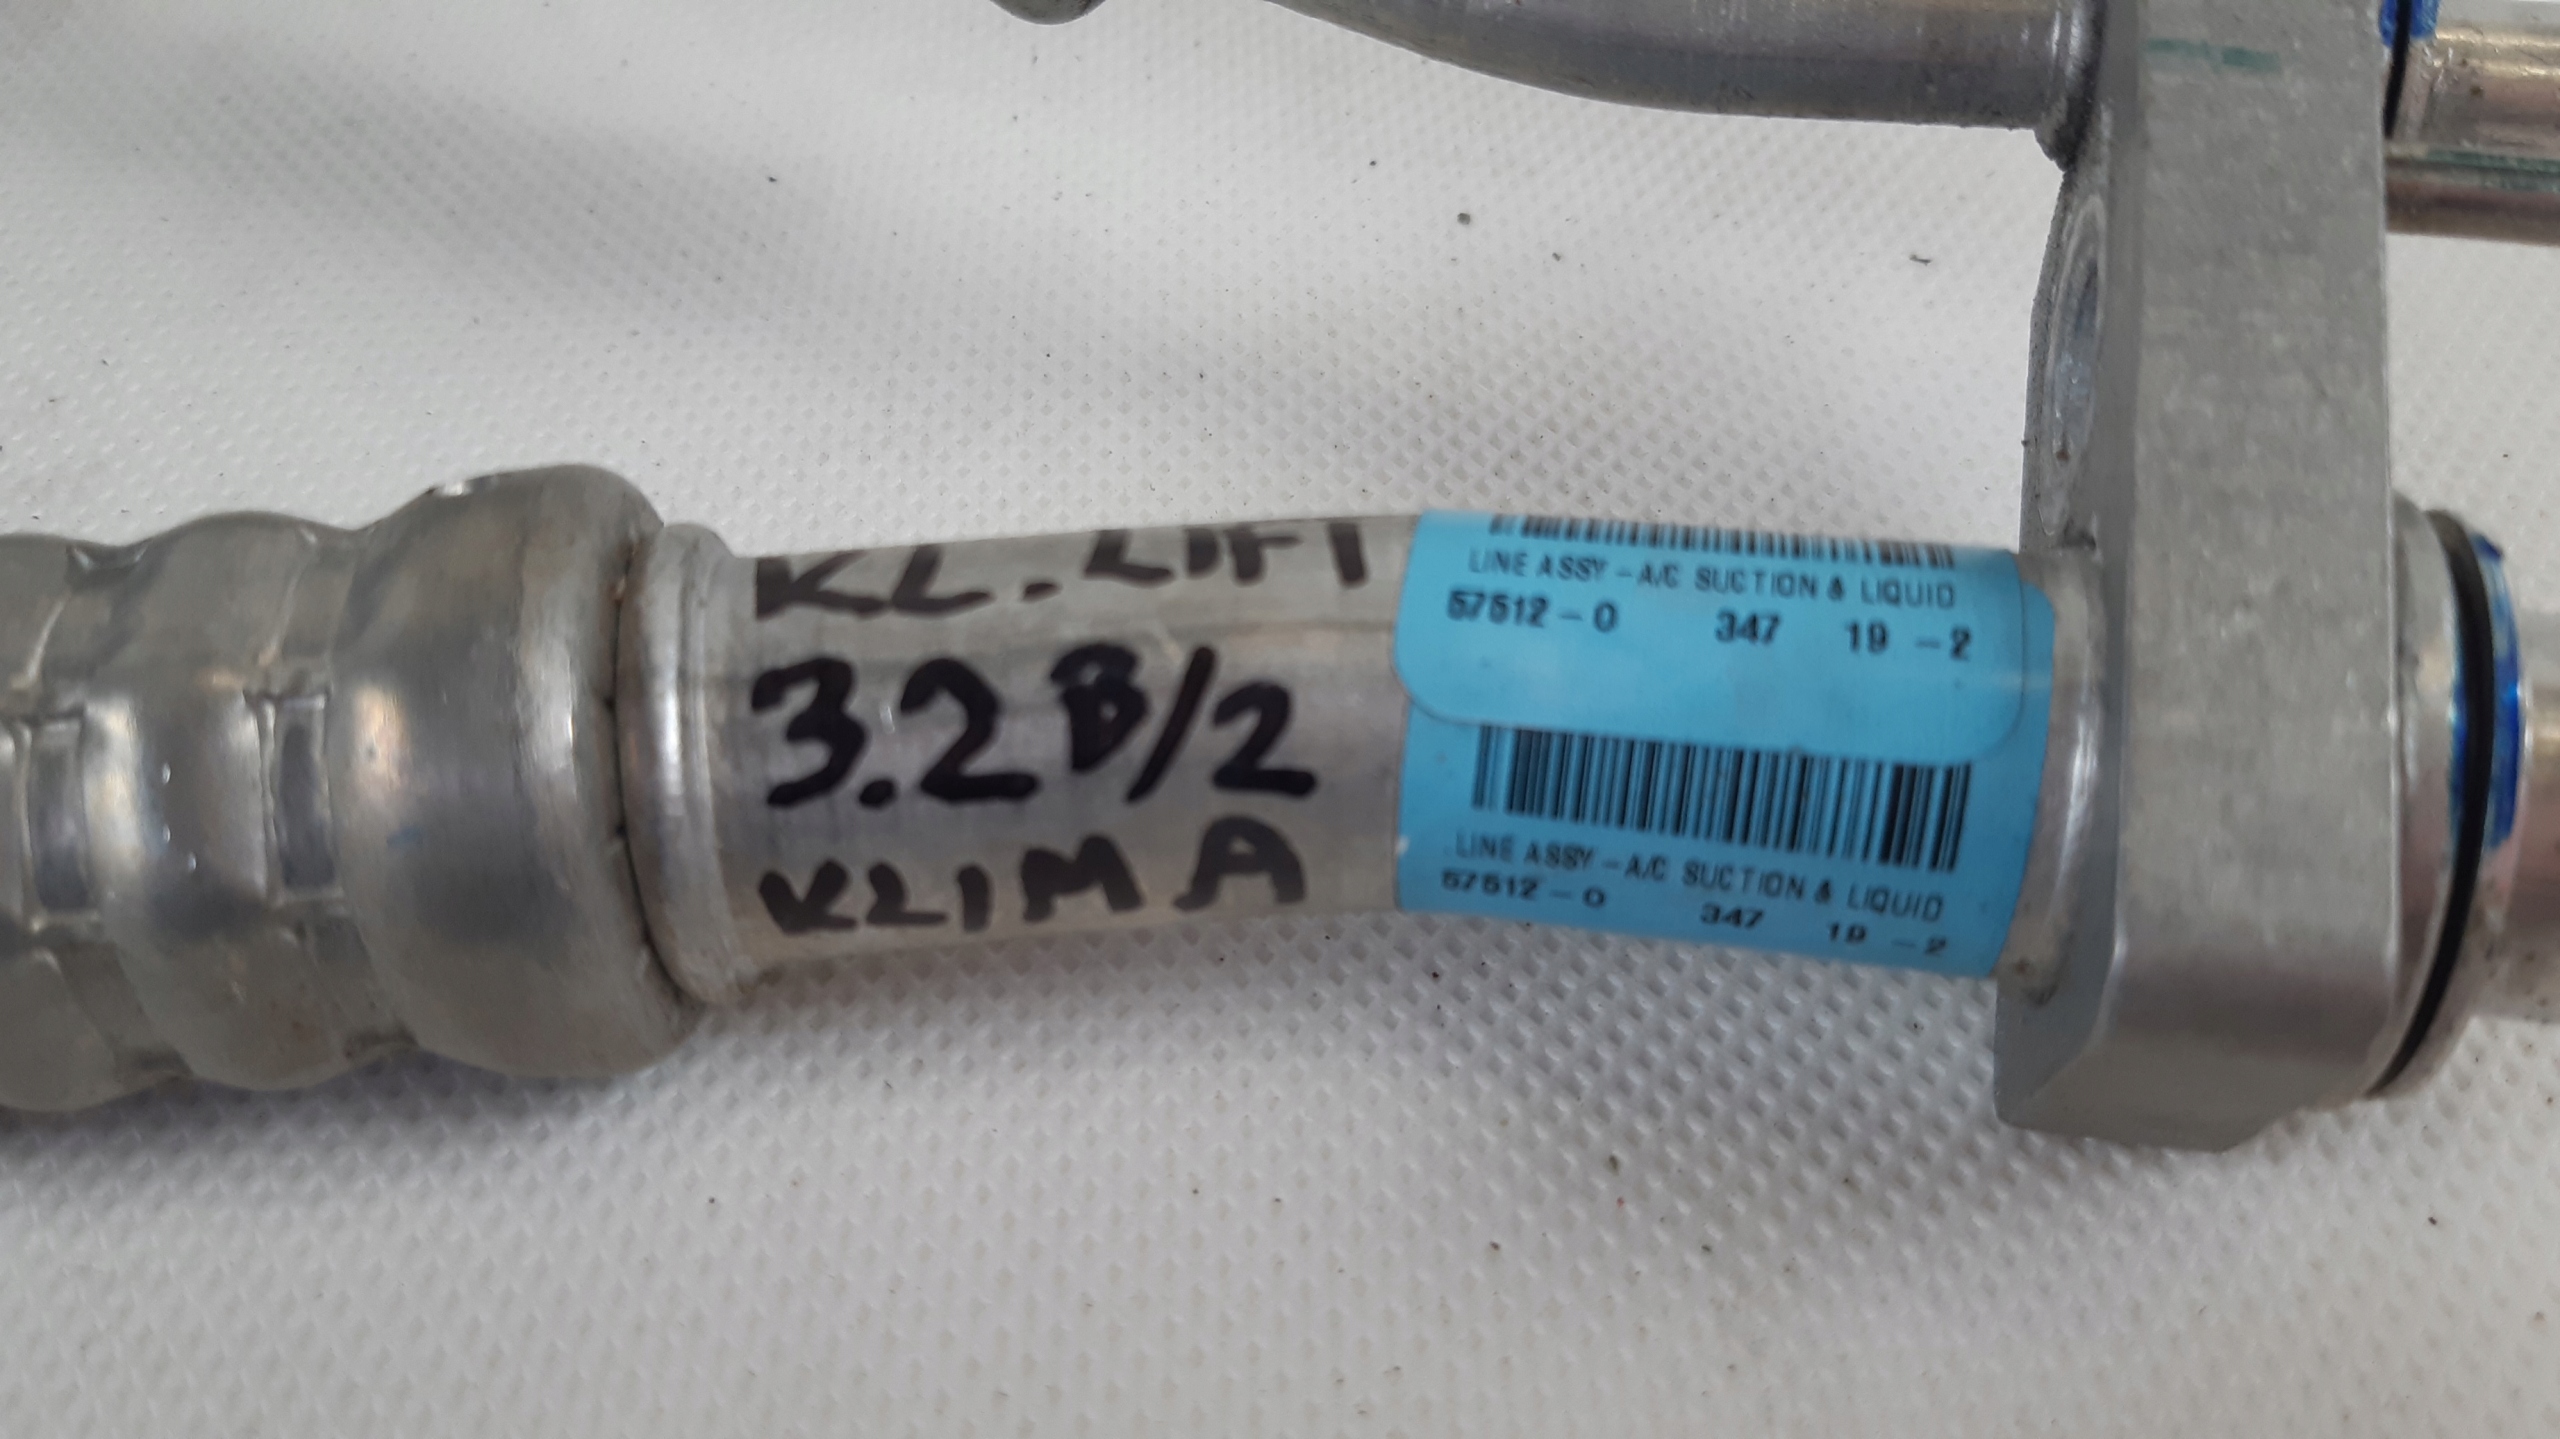 KL. LIFT
3.2 B/2
KLIMA
LINE ASSY - A/C SUCTION & LIQUID
57512 - 0 347 19 - 2
LINE ASSY - A/C SUCTION & LIQUID
57512 - 0 347 19 - 2